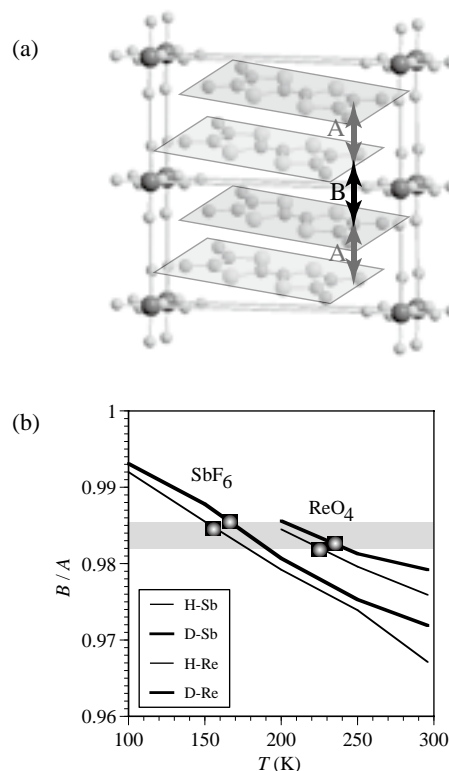 (a)
A
B
A
(b)
1
0.99
0.98
0.97
0.96
B / A
SbF6
ReO4
H-Sb
D-Sb
H-Re
D-Re
100 150 200 250 300
T (K)